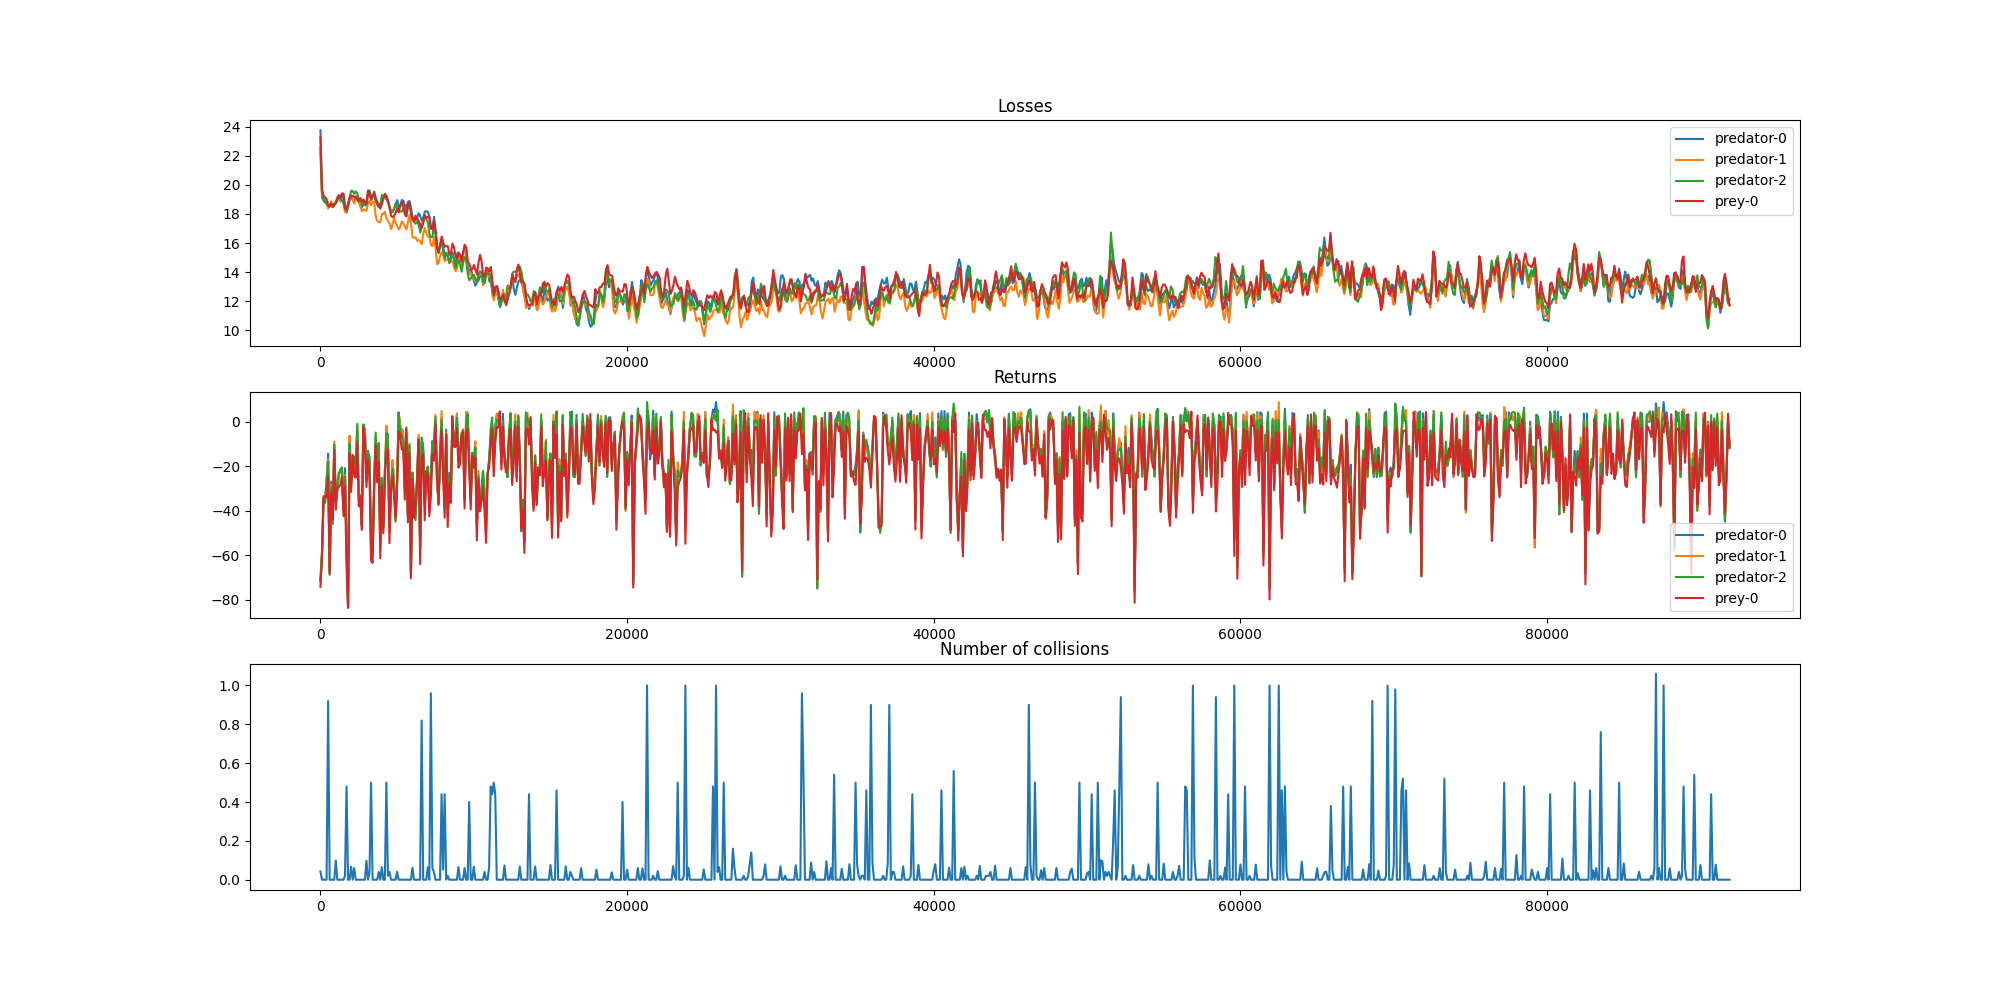 Losses
24
22
20
18
16
14
12
10
predator-0
predator-1
predator-2
prey-0
0 20000 40000 60000 80000
Returns
0
−20
−40
−60
−80
predator-0
predator-1
predator-2
prey-0
0 20000 40000 60000 80000
Number of collisions
1.0
0.8
0.6
0.4
0.2
0.0
0 20000 40000 60000 80000